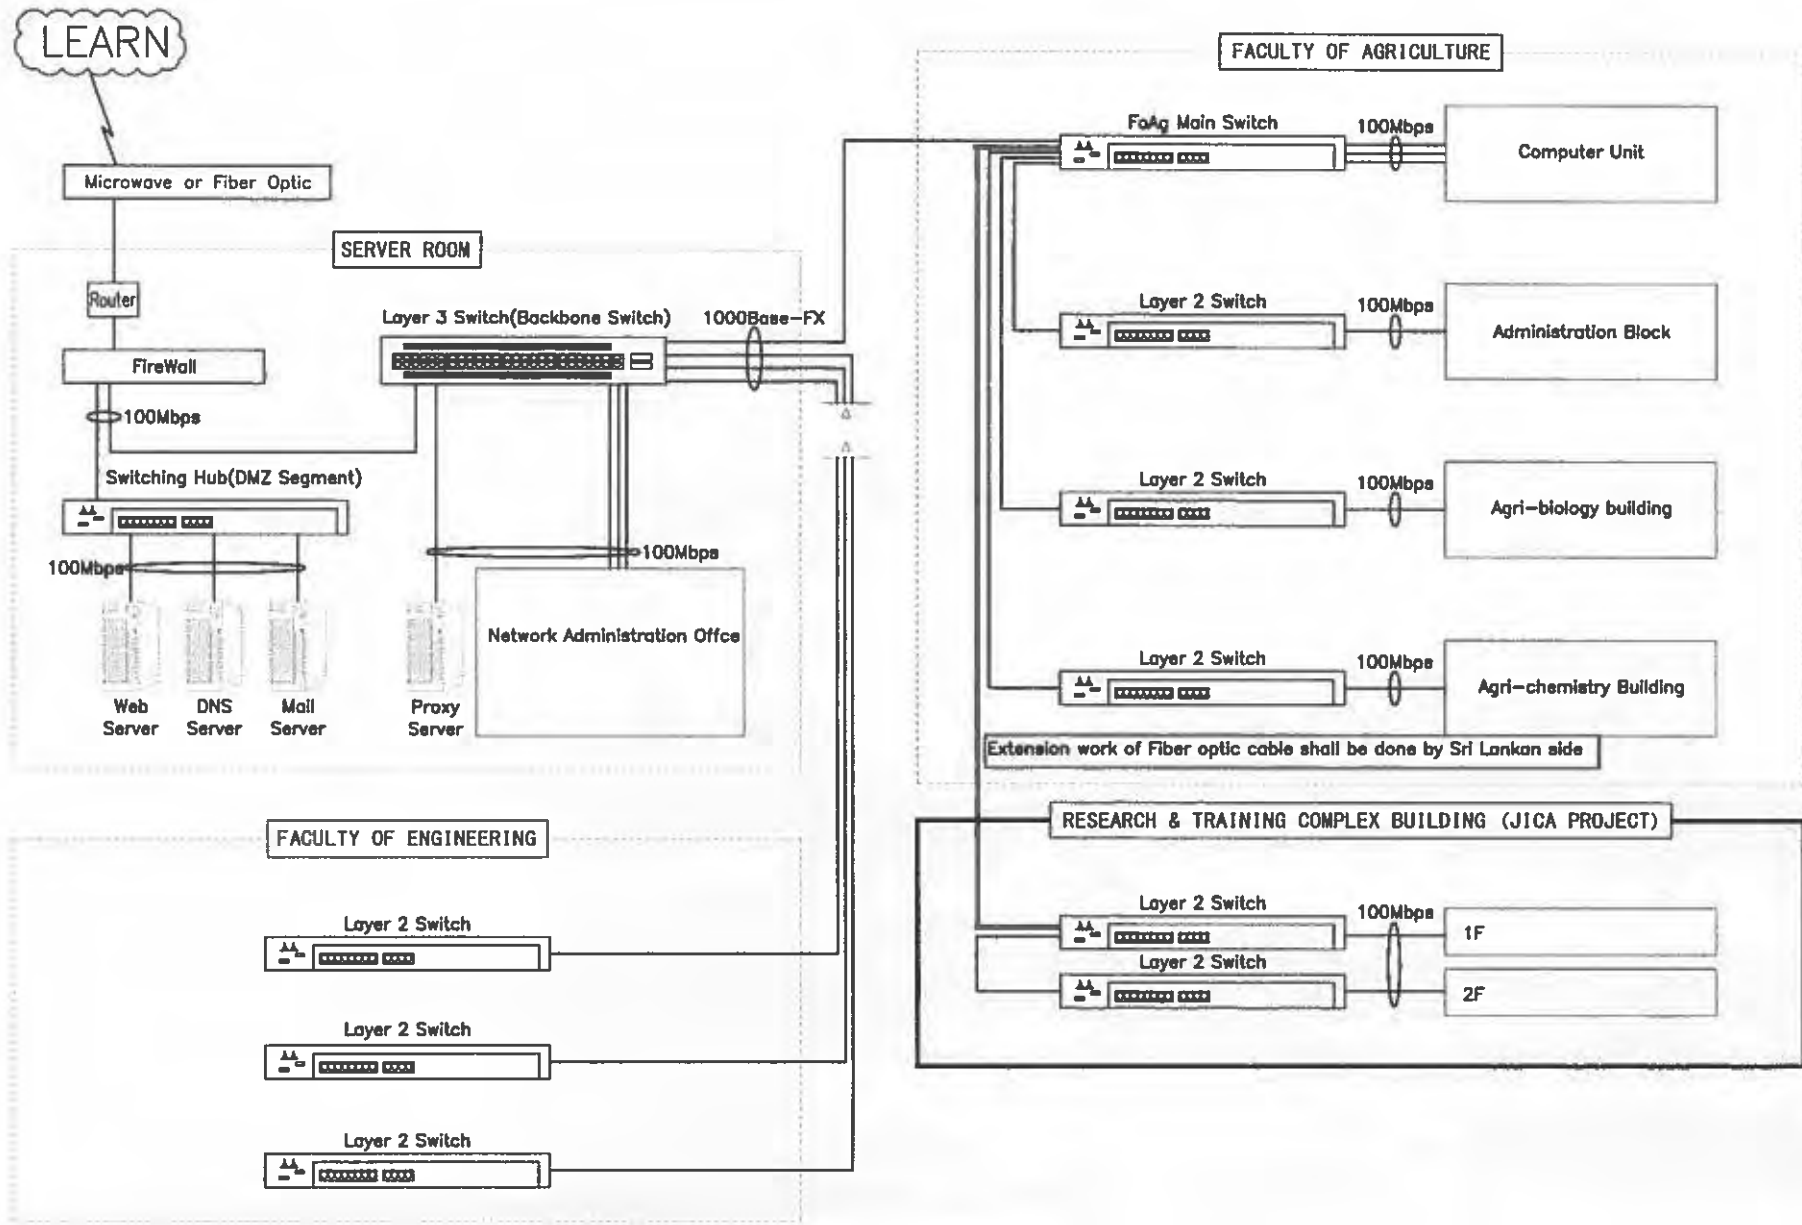 LEARN
Microwave or Fiber Optic
SERVER ROOM
Router
FireWall
100Mbps
Layer 3 Switch(Backbone Switch)
1000Base-FX
Switching Hub(DMZ Segment)
100Mbps
100Mbps
Network Administration Offce
Web
Server
DNS
Server
Mail
Server
Proxy
Server
FACULTY OF ENGINEERING
Layer 2 Switch
Layer 2 Switch
Layer 2 Switch
FACULTY OF AGRICULTURE
FoAg Main Switch
100Mbps
Computer Unit
Layer 2 Switch
100Mbps
Administration Block
Layer 2 Switch
100Mbps
Agri-biology building
Layer 2 Switch
100Mbps
Agri-chemistry Building
Extension work of Fiber optic cable shall be done by Sri Lankan side
RESEARCH & TRAINING COMPLEX BUILDING (JICA PROJECT)
Layer 2 Switch
100Mbps
1F
Layer 2 Switch
2F